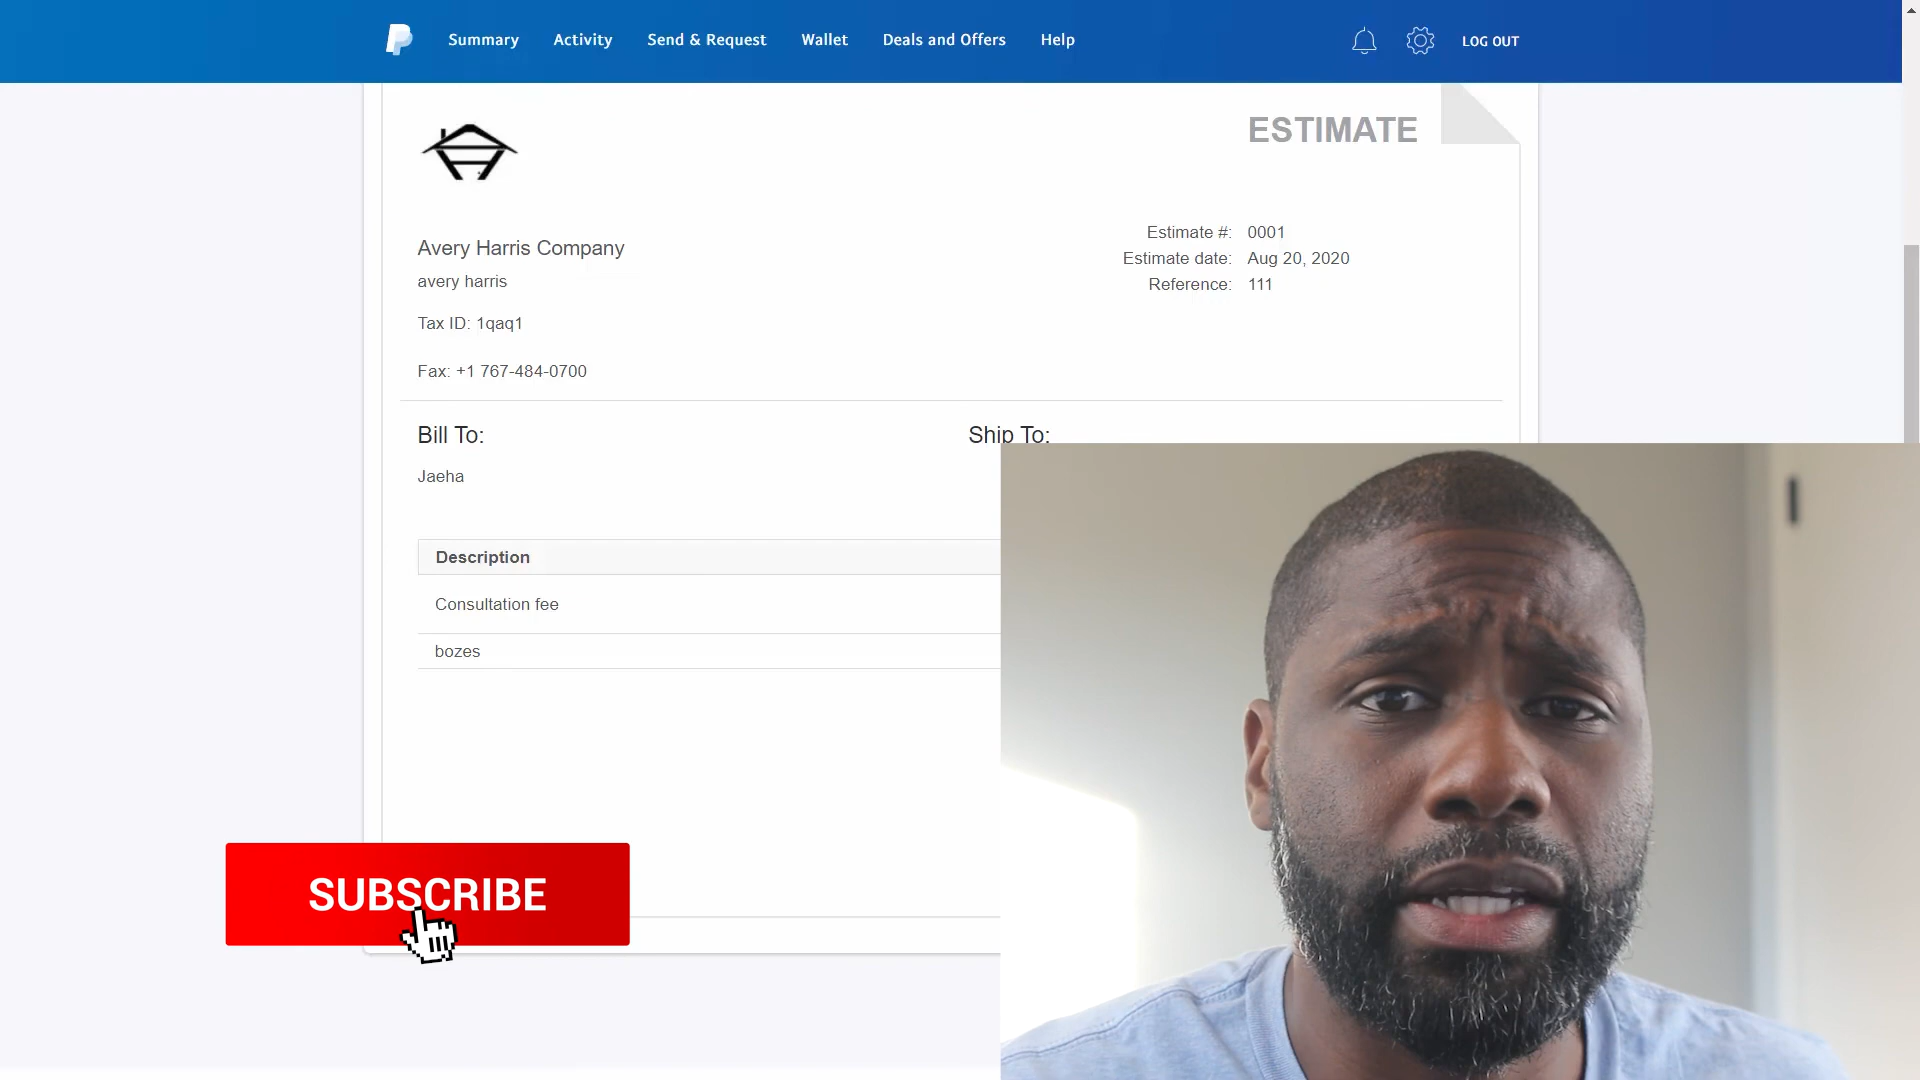 Summary Activity Send & Request Wallet Deals and Offers Help LOG OUT
ESTIMATE
Avery Harris Company
avery harris
Tax ID: 1qaq1
Fax: +1 767-484-0700
Estimate #: 0001
Estimate date: Aug 20, 2020
Reference: 111
Bill To:
Jaeha
Ship To:
Description
Consultation fee
bozes
SUBSCRIBE